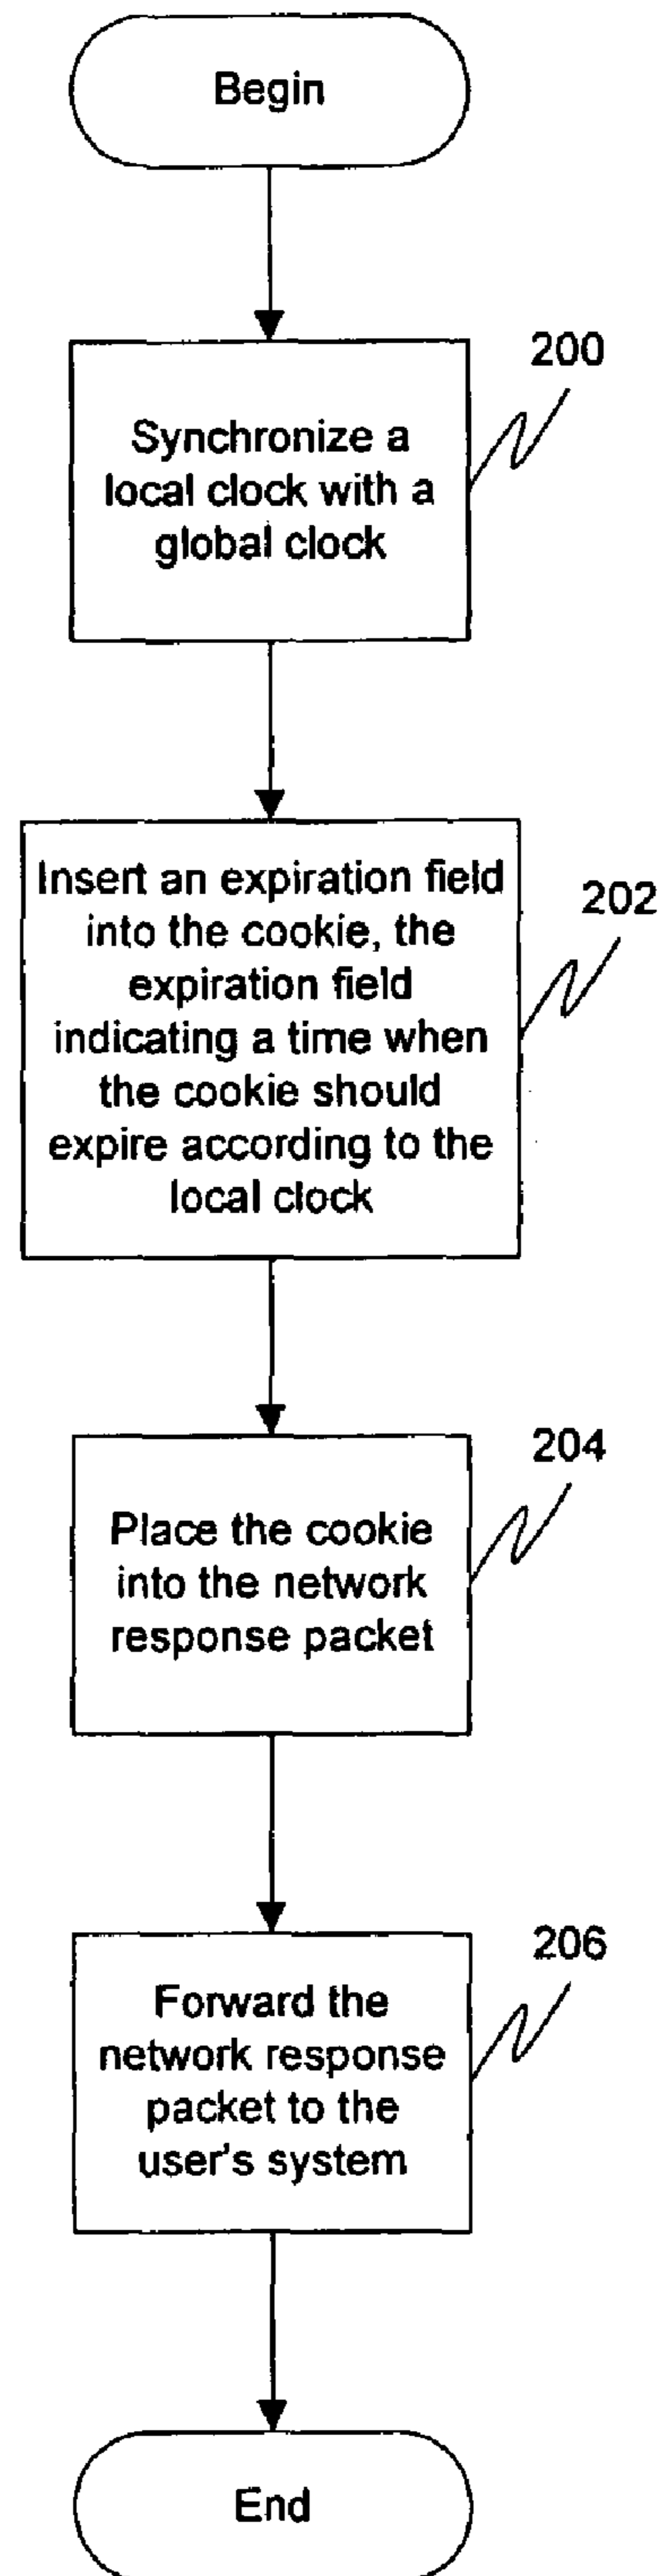 Begin
200
Synchronize a
local clock with a
global clock
202
Insert an expiration field
into the cookie, the
expiration field
indicating a time when
the cookie should
expire according to the
local clock
204
Place the cookie
into the network
response packet
206
Forward the
network response
packet to the
user's system
End